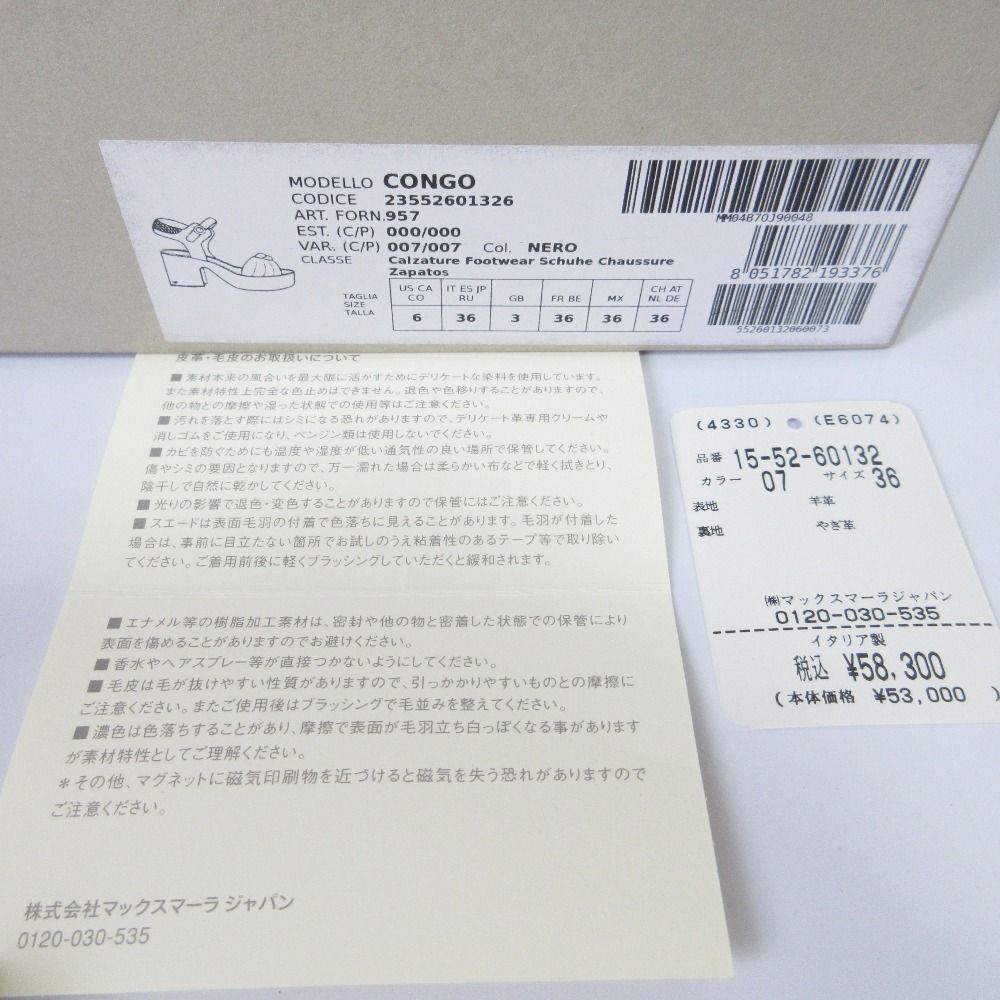 MODELLO CONGO
CODICE 23552601326
ART. FORN.957
EST. (C/P) 000/000
VAR. (C/P) 007/007 Col. NERO
CLASSE Calzature Footwear Schuhe Chaussure
Zapatos
TAGLIA
SIZE
TALLA
US CA
CO
IT ES JP
RU
GB
FR BE
MX
CH AT
NL DE
6 36 3 36 36 36
MM04B70J90048
8 051782 193376
55260132060073
皮革・毛皮のお取扱いについて
■素材本来の風合いを最大限に活かすためにデリケートな染料を使用しています。
また素材特性上完全な色止めはできません。退色や色移りすることがありますので、
他の物との摩擦や湿った状態での使用等はご注意ください。
■汚れを落とす際にはシミになる恐れがありますので、デリケート革専用クリームや
消しゴムをご使用になり、ベンジン類は使用しないでください。
■カビを防ぐためにも温度や湿度が低い通気性の良い場所で保管してください。
傷やシミの要因となりますので、万一濡れた場合は柔らかい布などで軽く拭きとり、
陰干しで自然に乾かしてください。
■光りの影響で退色・変色することがありますので保管にはご注意ください。
■スエードは表面毛羽の付着で色落ちに見えることがあります。毛羽が付着した
場合は、事前に目立たない箇所でお試しのうえ粘着性のあるテープ等で取り除い
てください。ご着用前後に軽くブラッシングしていただくと緩和されます。
■エナメル等の樹脂加工素材は、密封や他の物と密着した状態での保管により
表面を傷めることがありますのでお避けください。
■香水やヘアスプレー等が直接つかないようにしてください。
■毛皮は毛が抜けやすい性質がありますので、引っかかりやすいものとの摩擦に
ご注意ください。またご使用後はブラッシングで毛並みを整えてください。
■濃色は色落ちすることがあり、摩擦で表面が毛羽立ち白っぽくなる事があります
が素材特性としてご理解ください。
＊その他、マグネットに磁気印刷物を近づけると磁気を失う恐れがありますので
ご注意ください。
株式会社マックスマーラ ジャパン
0120-030-535
(4330) (E6074)
品番 15-52-60132
カラー 07 サイズ 36
表地 羊革
裏地 やぎ革
㈱マックスマーラジャパン
0120-030-535
イタリア製
税込 ¥58,300
(本体価格 ¥53,000 )